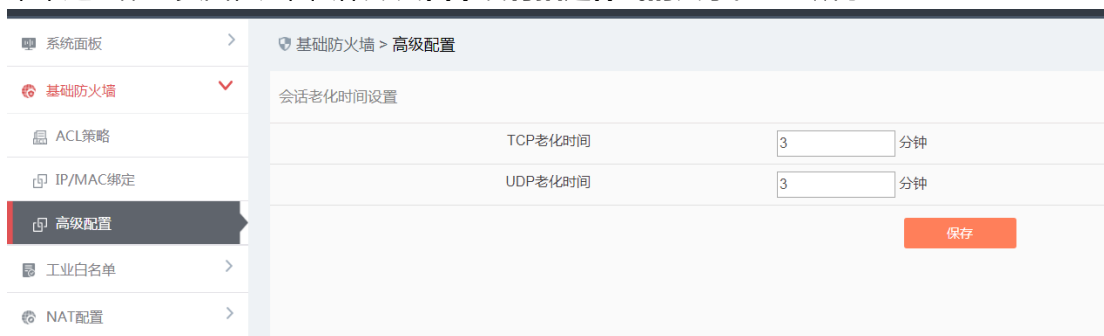 系统面板
基础防火墙
ACL策略
IP/MAC绑定
高级配置
工业白名单
NAT配置
基础防火墙 > 高级配置
会话老化时间设置
TCP老化时间 3 分钟
UDP老化时间 3 分钟
保存